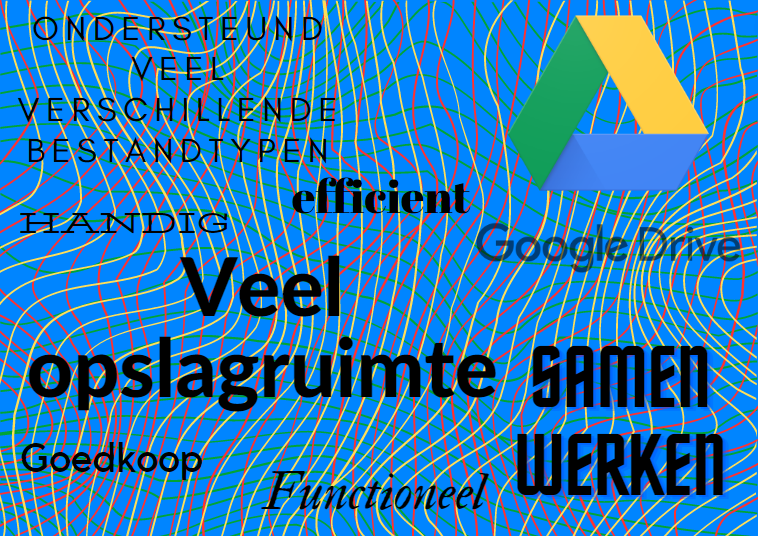 ONDERSTEUND
VEEL
VERSCHILLENDE
BESTANDTYPEN
efficient
HANDIG
Google Drive
Veel
opslagruimte
SAMEN
WERKEN
Goedkoop
Functioneel